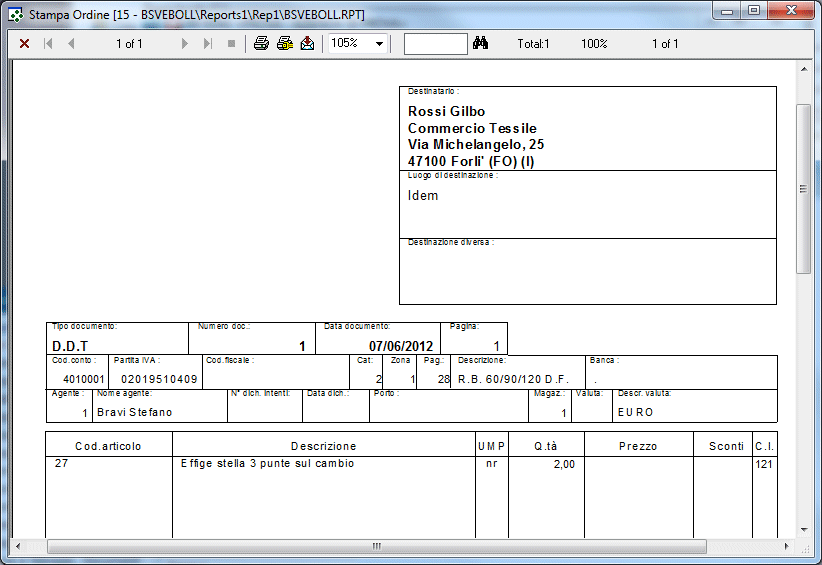 Stampa Ordine [15 - BSVEBOLL\Reports1\Rep1\BSVEBOLL.RPT]
1 of 1 105% Total:1 100% 1 of 1
Destinatario :
Rossi Gilbo
Commercio Tessile
Via Michelangelo, 25
47100 Forli' (FO) (I)
Luogo di destinazione :
Idem
Destinazione diversa :
Tipo documento: Numero doc.: Data documento: Pagina:
D.D.T 1 07/06/2012 1
Cod.conto : Partita IVA : Cod.fiscale : Cat: Zona Pag.: Descrizione: Banca :
4010001 02019510409 2 1 28 R.B. 60/90/120 D.F. .
Agente : Nome agente: N° dich. intenti: Data dich.: Porto : Magaz.: Valuta: Descr. valuta:
1 Bravi Stefano 1 EURO
Cod.articolo Descrizione UMP Q.tà Prezzo Sconti C.I.
27 Effige stella 3 punte sul cambio nr 2,00 121